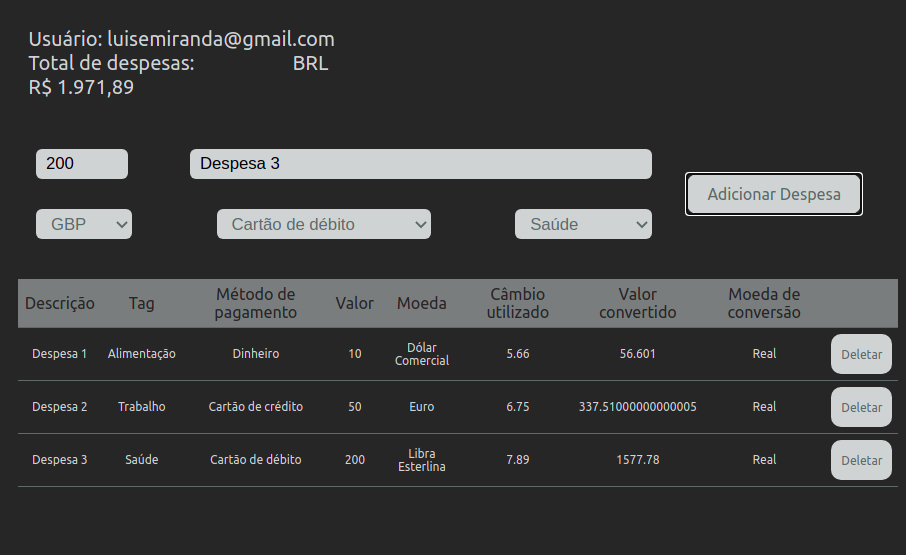 Usuário: luisemiranda@gmail.com
Total de despesas: BRL
R$ 1.971,89
200 Despesa 3
Adicionar Despesa
GBP Cartão de débito Saúde
Descrição Tag Método de pagamento Valor Moeda Câmbio utilizado Valor convertido Moeda de conversão
Despesa 1 Alimentação Dinheiro 10 Dólar Comercial 5.66 56.601 Real Deletar
Despesa 2 Trabalho Cartão de crédito 50 Euro 6.75 337.51000000000005 Real Deletar
Despesa 3 Saúde Cartão de débito 200 Libra Esterlina 7.89 1577.78 Real Deletar